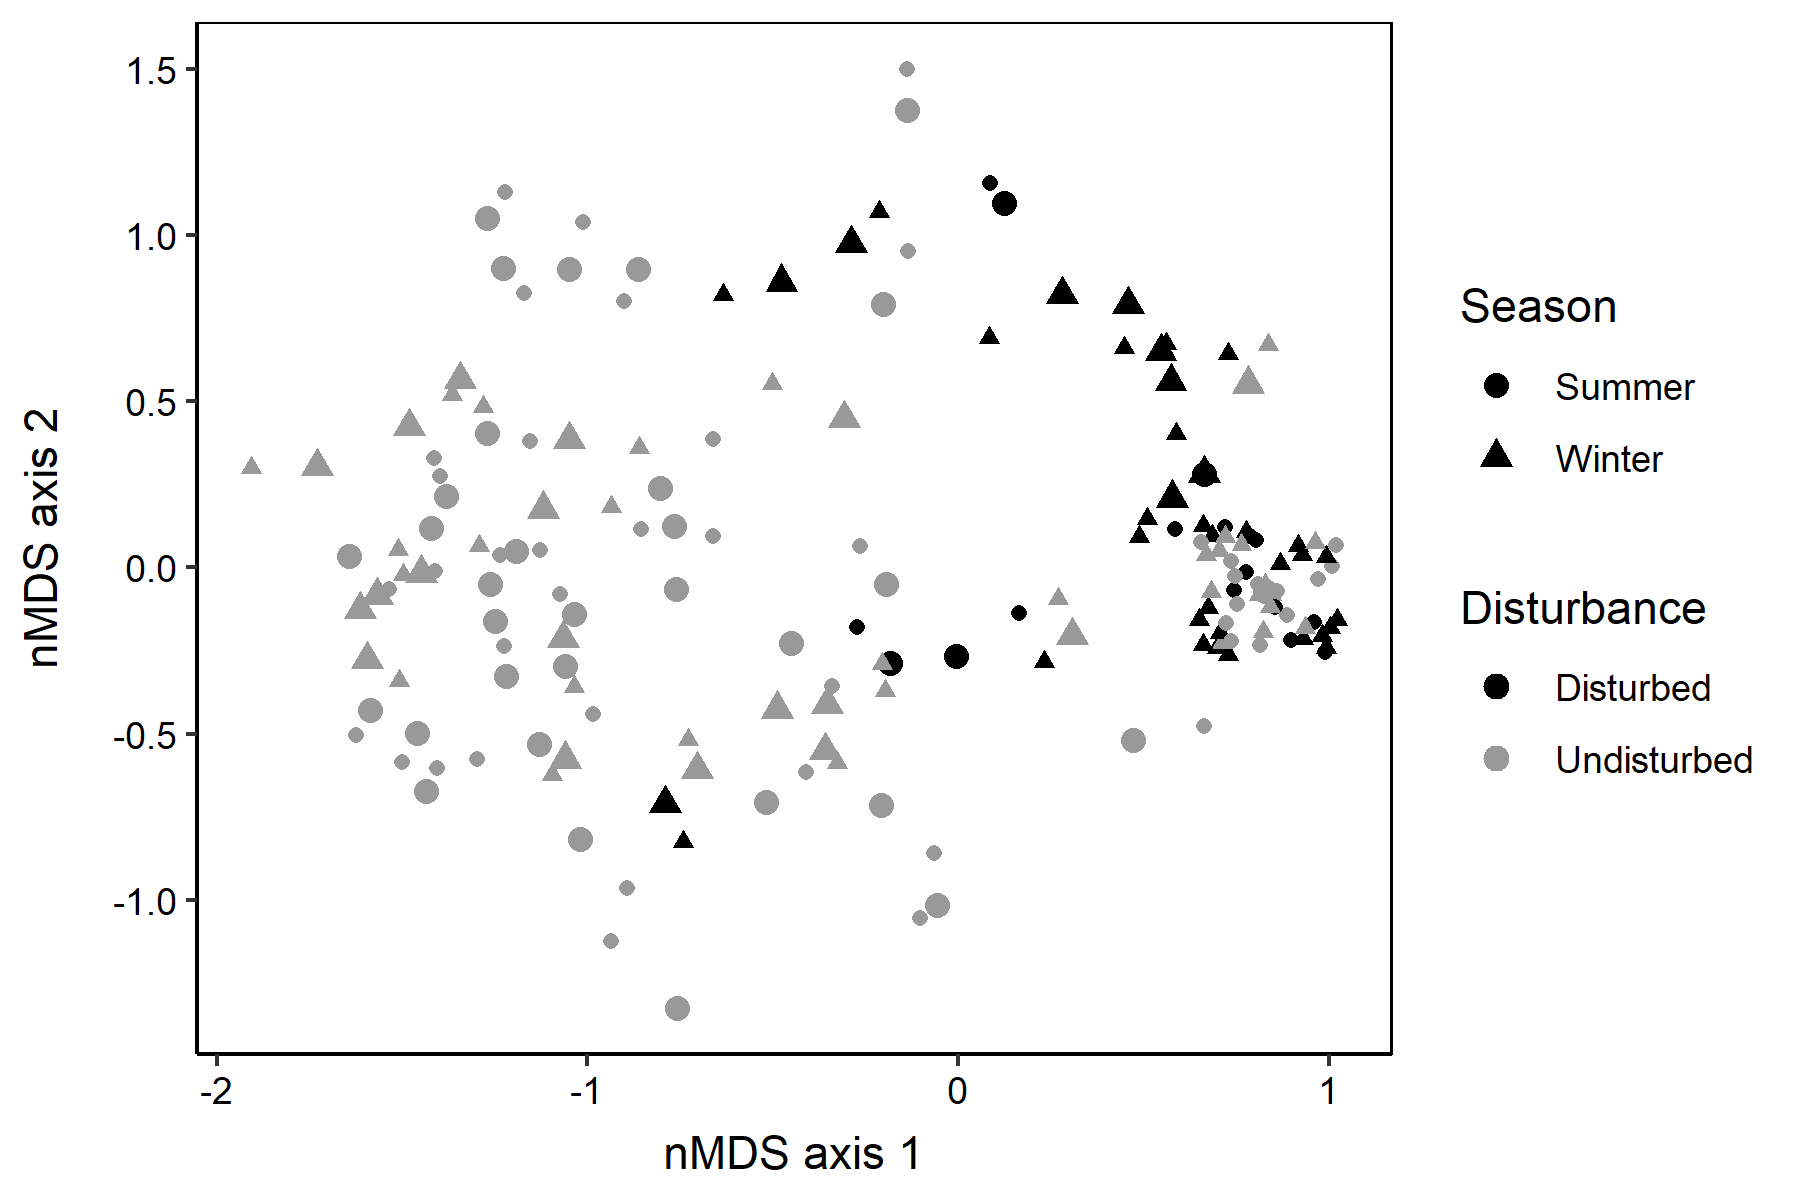 1.5
1.0
0.5
0.0
-0.5
-1.0
nMDS axis 2
-2
-1
0
1
nMDS axis 1
Season
Summer
Winter
Disturbance
Disturbed
Undisturbed